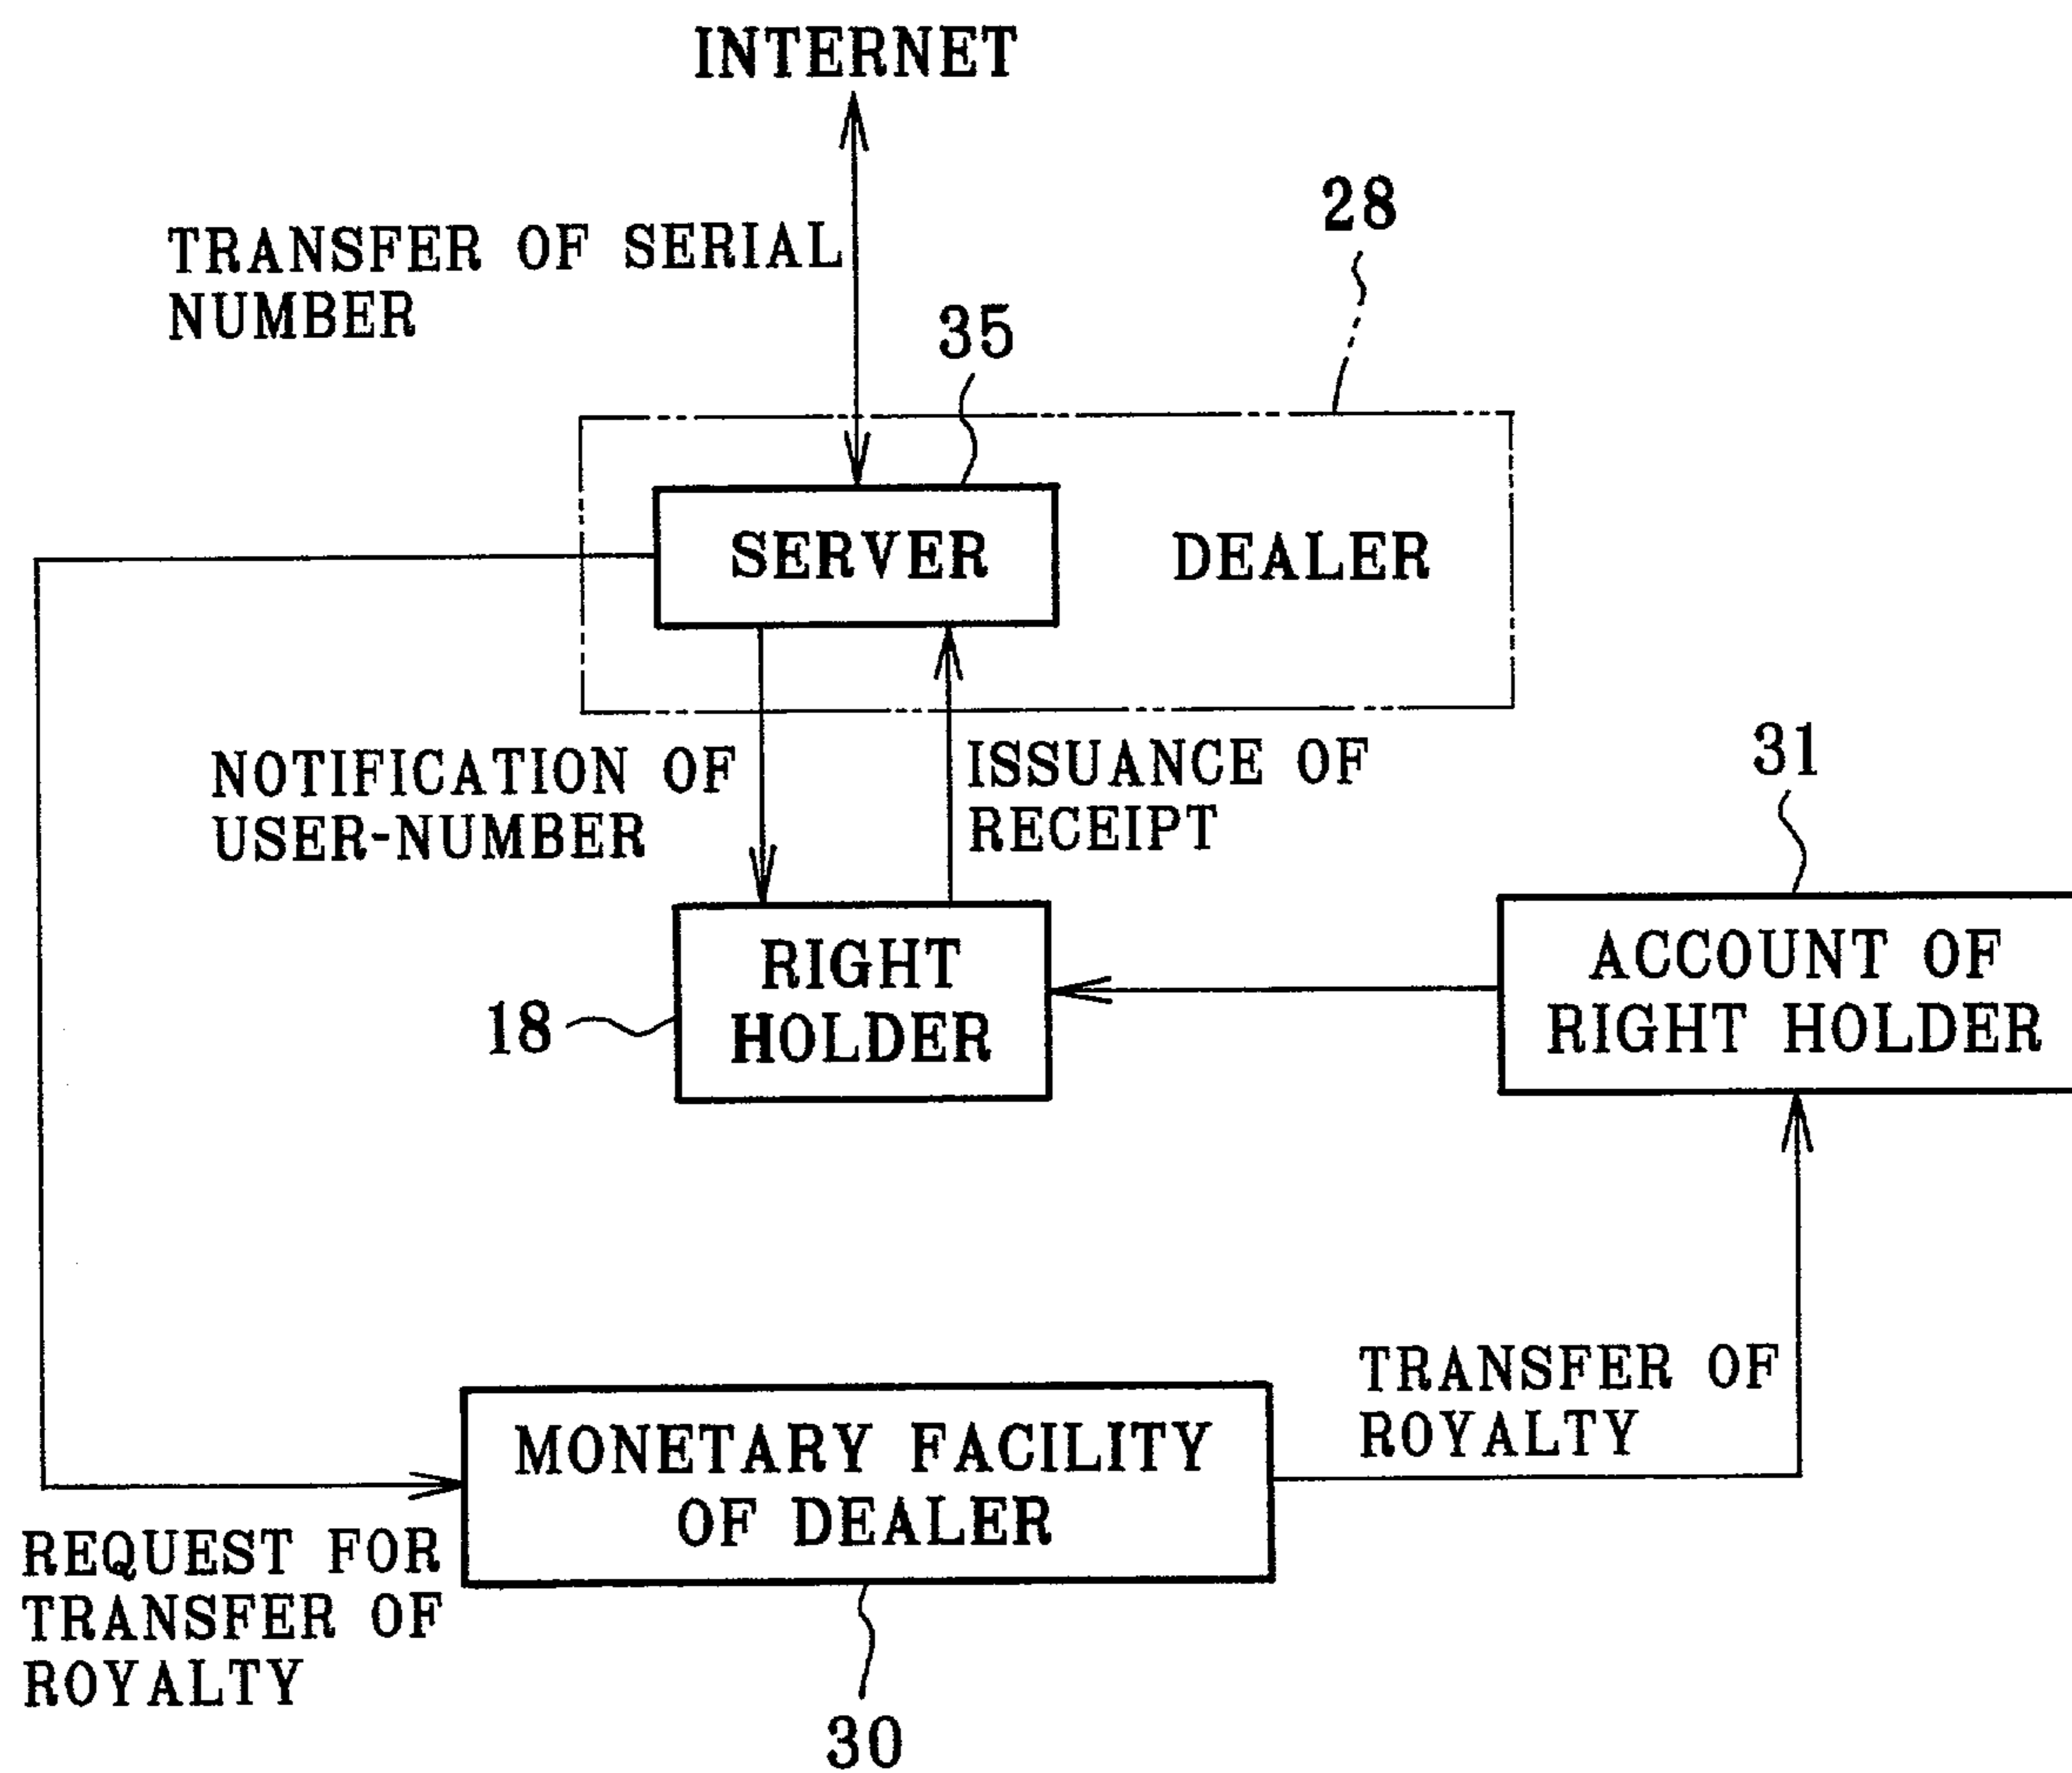 INTERNET
28
TRANSFER OF SERIAL
NUMBER
35
SERVER
DEALER
NOTIFICATION OF
USER-NUMBER
ISSUANCE OF
RECEIPT
31
RIGHT
HOLDER
18
ACCOUNT OF
RIGHT HOLDER
TRANSFER OF
ROYALTY
MONETARY FACILITY
OF DEALER
REQUEST FOR
TRANSFER OF
ROYALTY
30